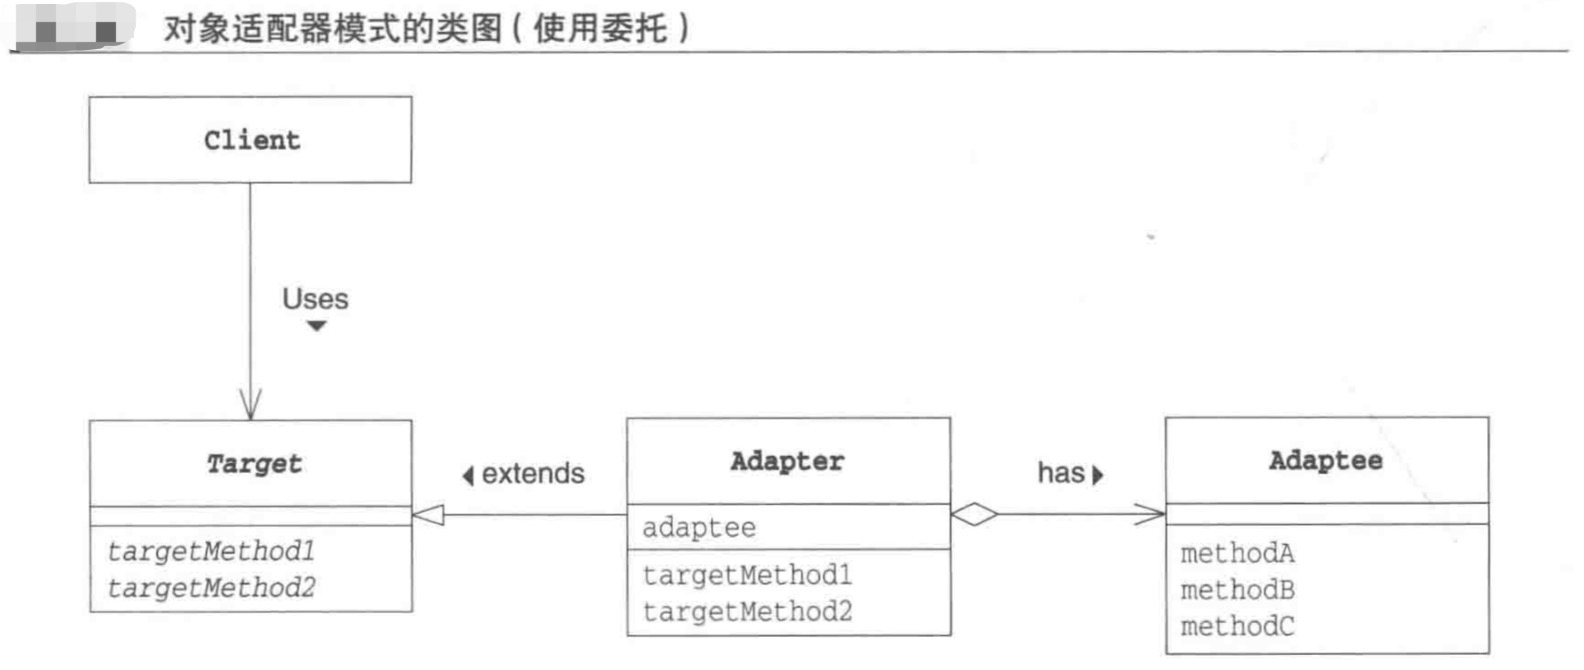 对象适配器模式的类图（使用委托）
Client
Uses
Target
targetMethod1
targetMethod2
extends
Adapter
adaptee
targetMethod1
targetMethod2
has
Adaptee
methodA
methodB
methodC